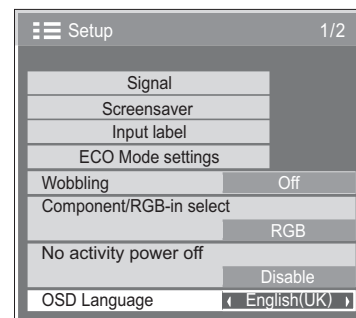 Setup 1/2
Signal
Screensaver
Input label
ECO Mode settings
Wobbling Off
Component/RGB-in select
RGB
No activity power off
Disable
OSD Language English(UK)